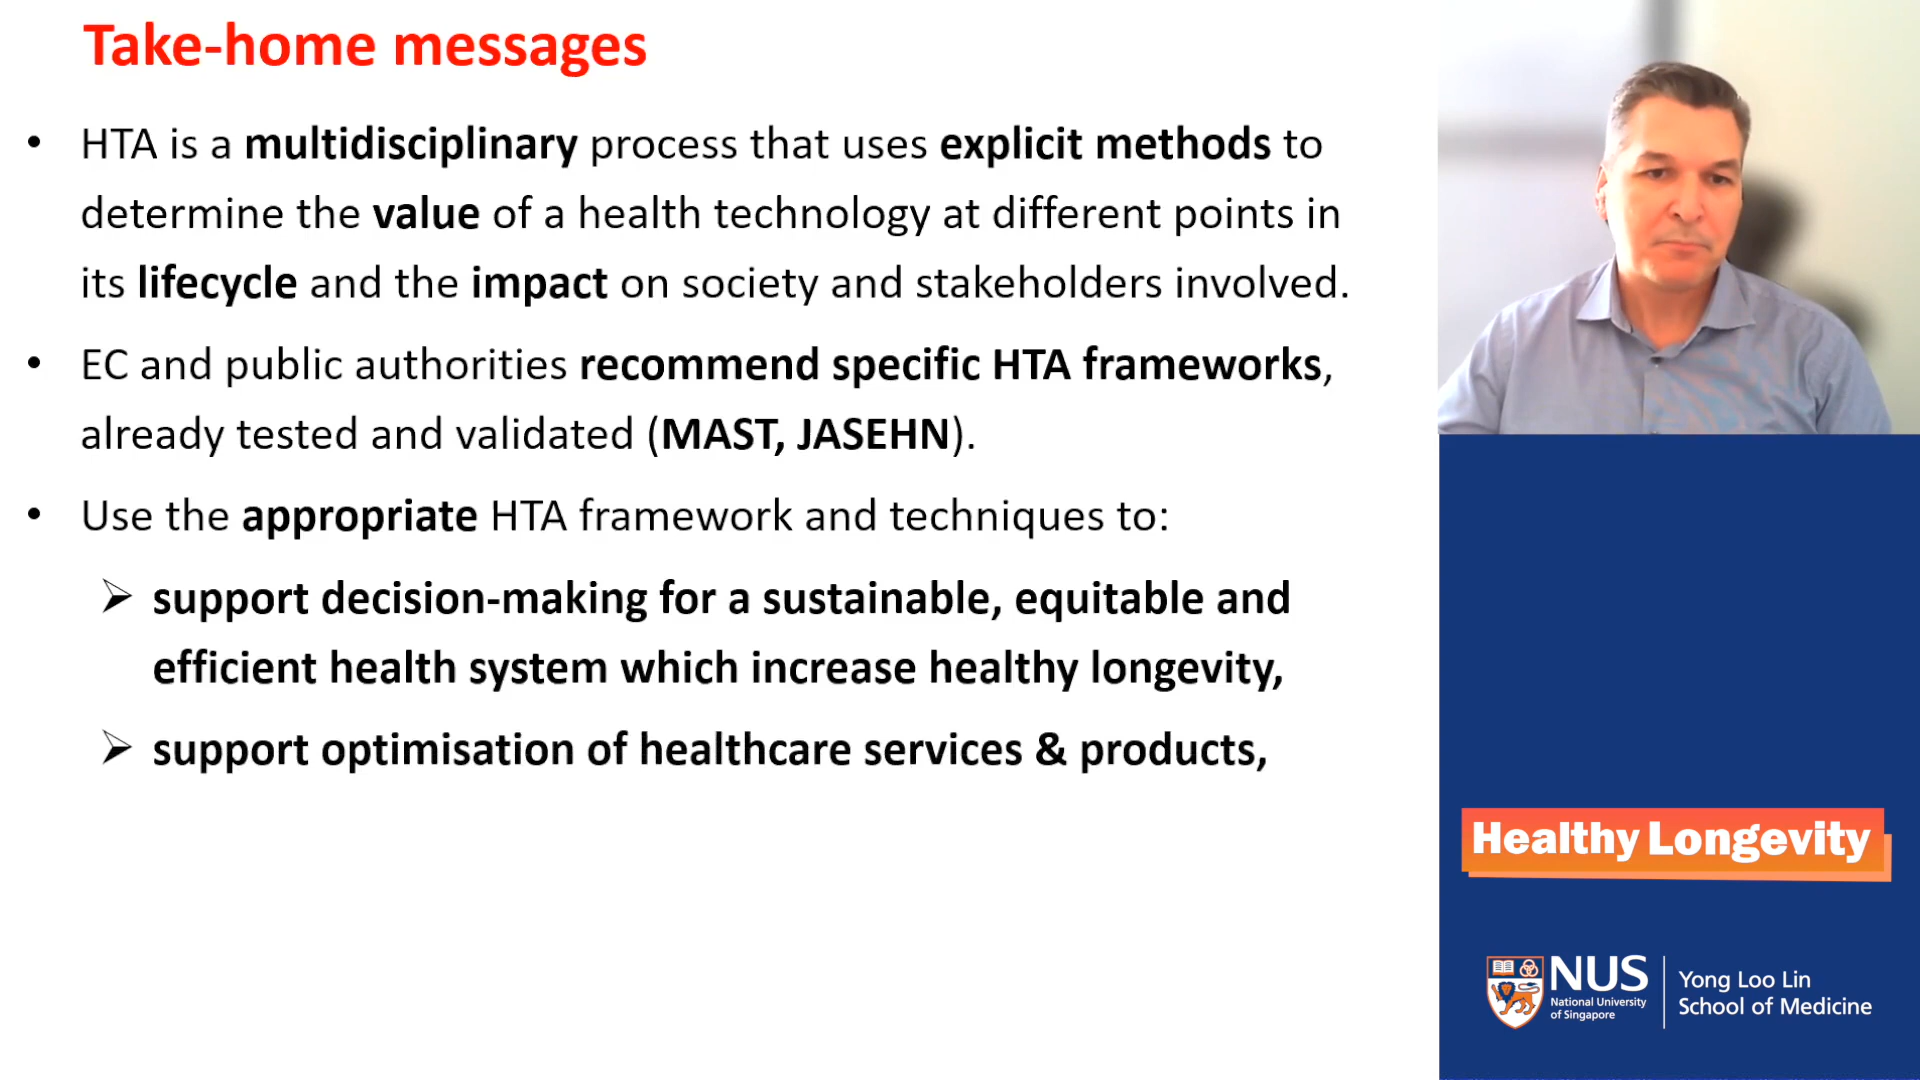 Take-home messages
• HTA is a multidisciplinary process that uses explicit methods to
determine the value of a health technology at different points in
its lifecycle and the impact on society and stakeholders involved.
• EC and public authorities recommend specific HTA frameworks,
already tested and validated (MAST, JASEHN).
• Use the appropriate HTA framework and techniques to:
➢ support decision-making for a sustainable, equitable and
efficient health system which increase healthy longevity,
➢ support optimisation of healthcare services & products,
Healthy Longevity
NUS
National University
of Singapore
Yong Loo Lin
School of Medicine